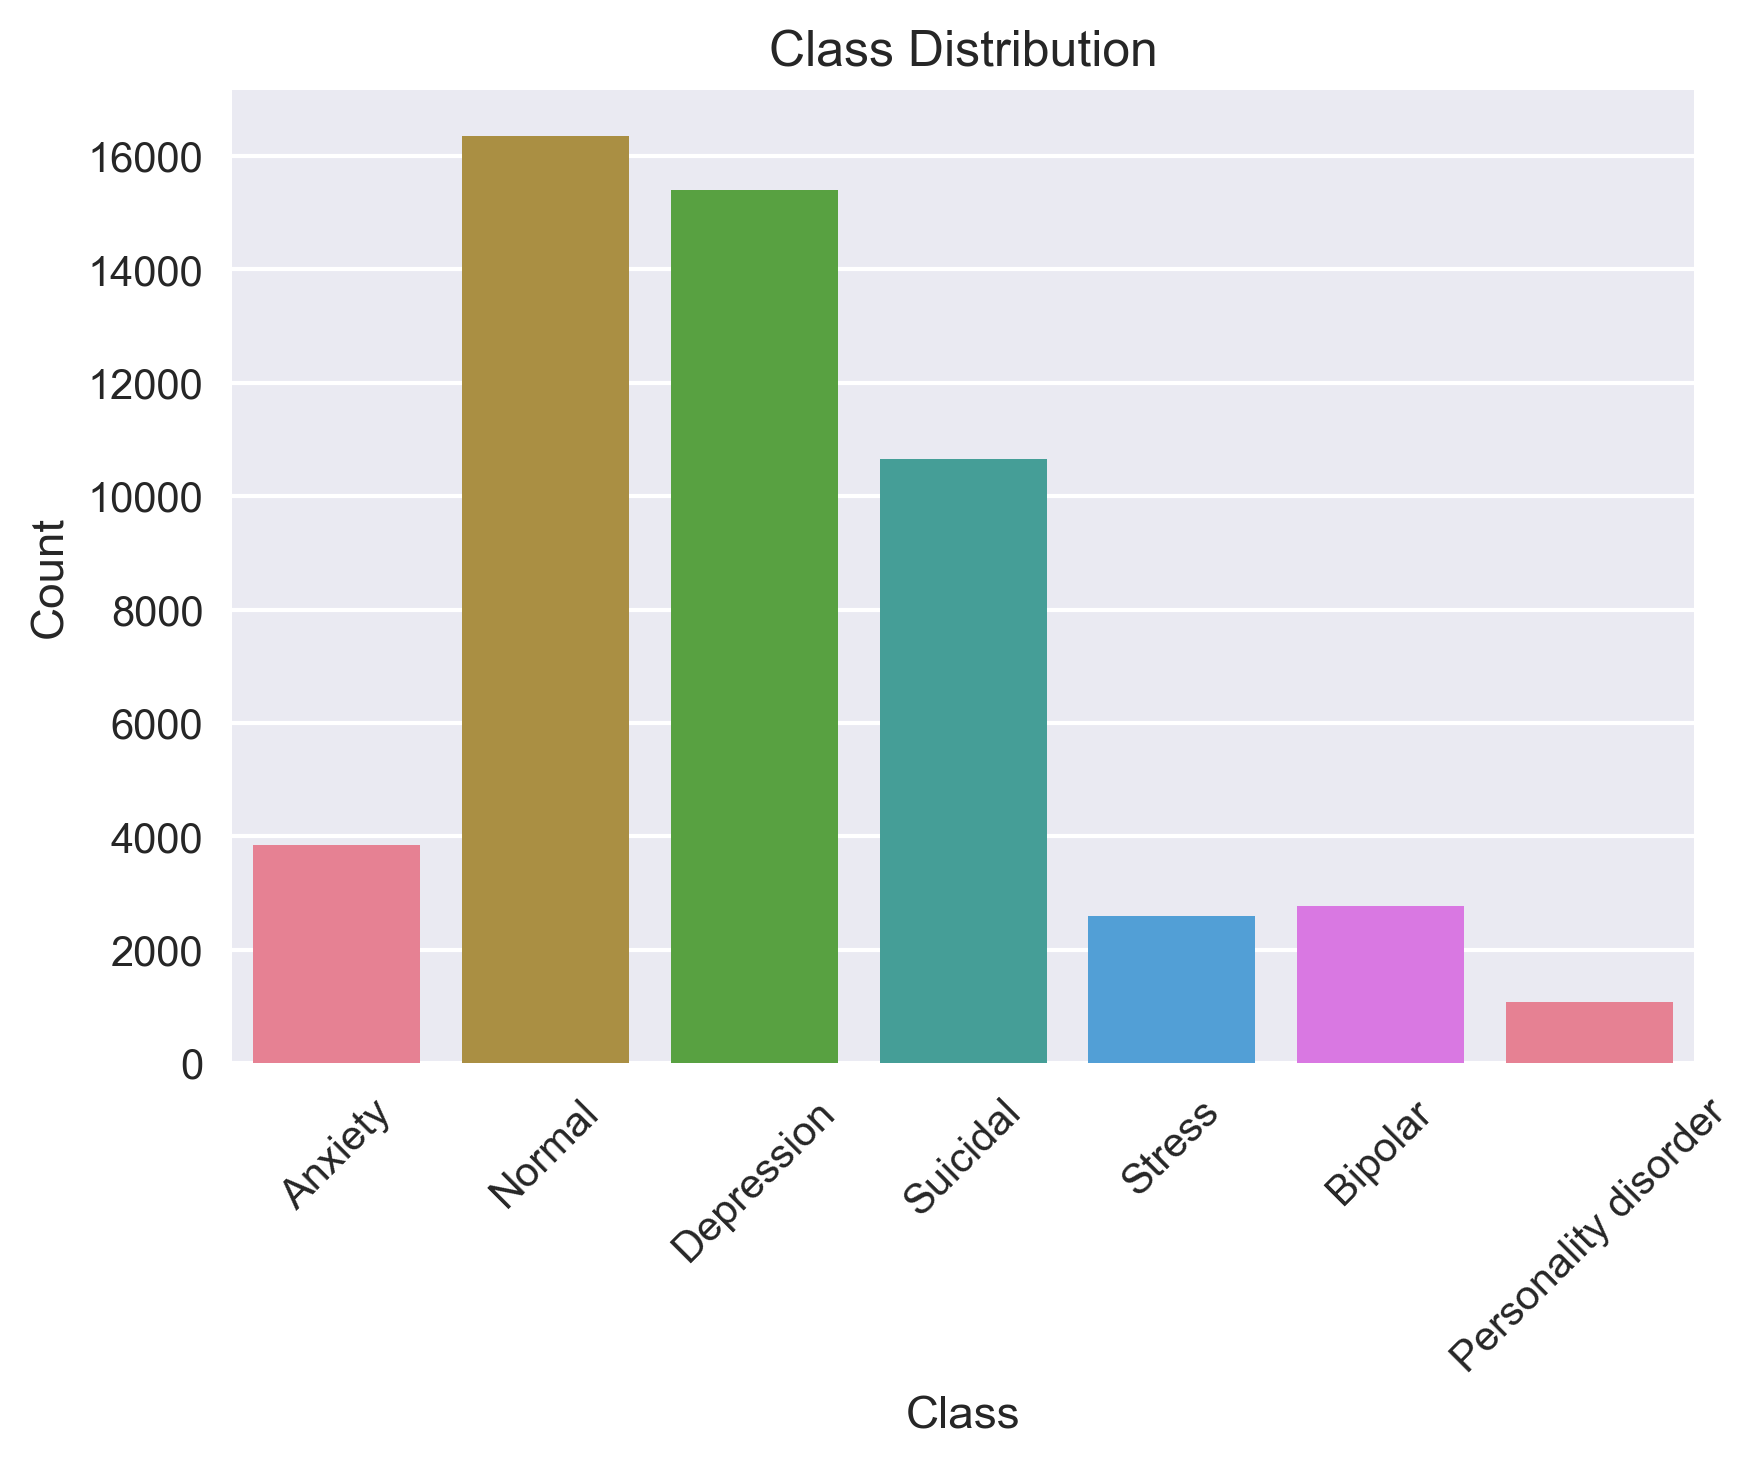 Class Distribution
16000
14000
12000
10000
8000
6000
4000
2000
0
Count
Anxiety
Normal
Depression
Suicidal
Stress
Bipolar
Personality disorder
Class